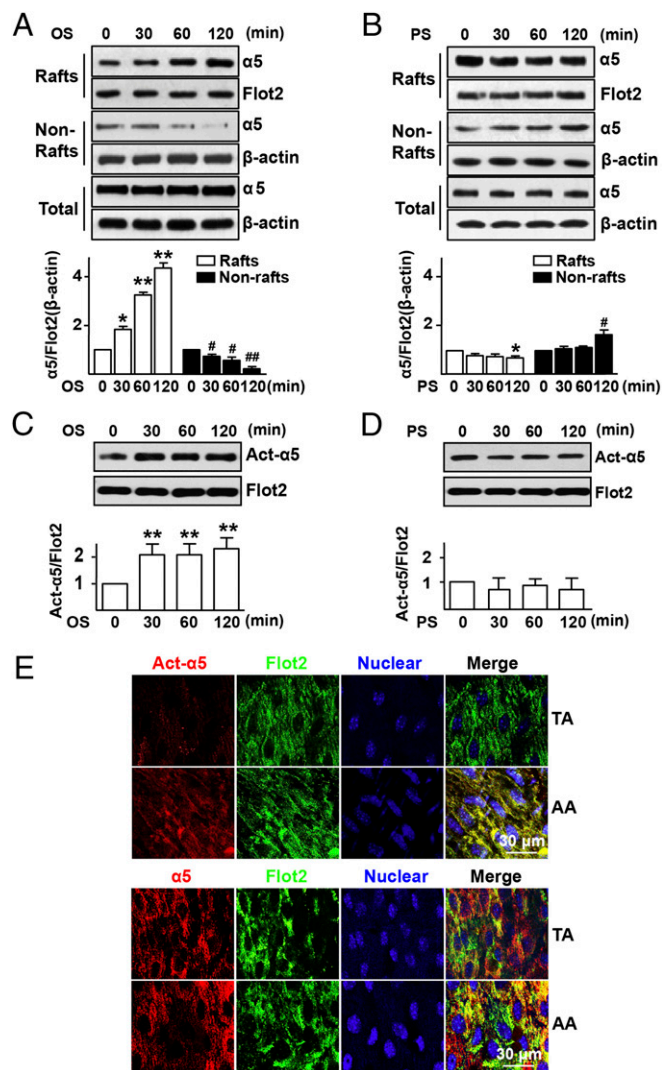 A
OS 0 30 60 120 (min)
Rafts
α5
Flot2
Non-
Rafts
α5
β-actin
Total
α5
β-actin
α5/Flot2(β-actin)
4
2
Rafts
Non-rafts
* ** ** # # ##
0 30 60 120 0 30 60 120 (min)
OS
B
PS 0 30 60 120 (min)
Rafts
α5
Flot2
Non-
Rafts
α5
β-actin
Total
α5
β-actin
α5/Flot2(β-actin)
4
2
Rafts
Non-rafts
* #
0 30 60 120 0 30 60 120 (min)
PS
C
OS 0 30 60 120 (min)
Act-α5
Flot2
Act-α5/Flot2
2
1
** ** **
OS 0 30 60 120 (min)
D
PS 0 30 60 120 (min)
Act-α5
Flot2
Act-α5/Flot2
2
1
PS 0 30 60 120 (min)
E
Act-α5 Flot2 Nuclear Merge
TA
AA
30 µm
α5 Flot2 Nuclear Merge
TA
AA
30 µm